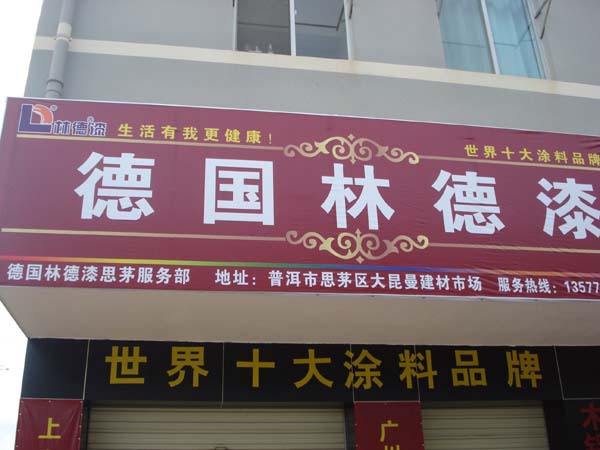 林德漆 生活有我更健康！
世界十大涂料品牌
德国林德漆
德国林德漆思茅服务部 地址：普洱市思茅区大昆曼建材市场 服务热线：13577
世界十大涂料品牌
上
广州
木